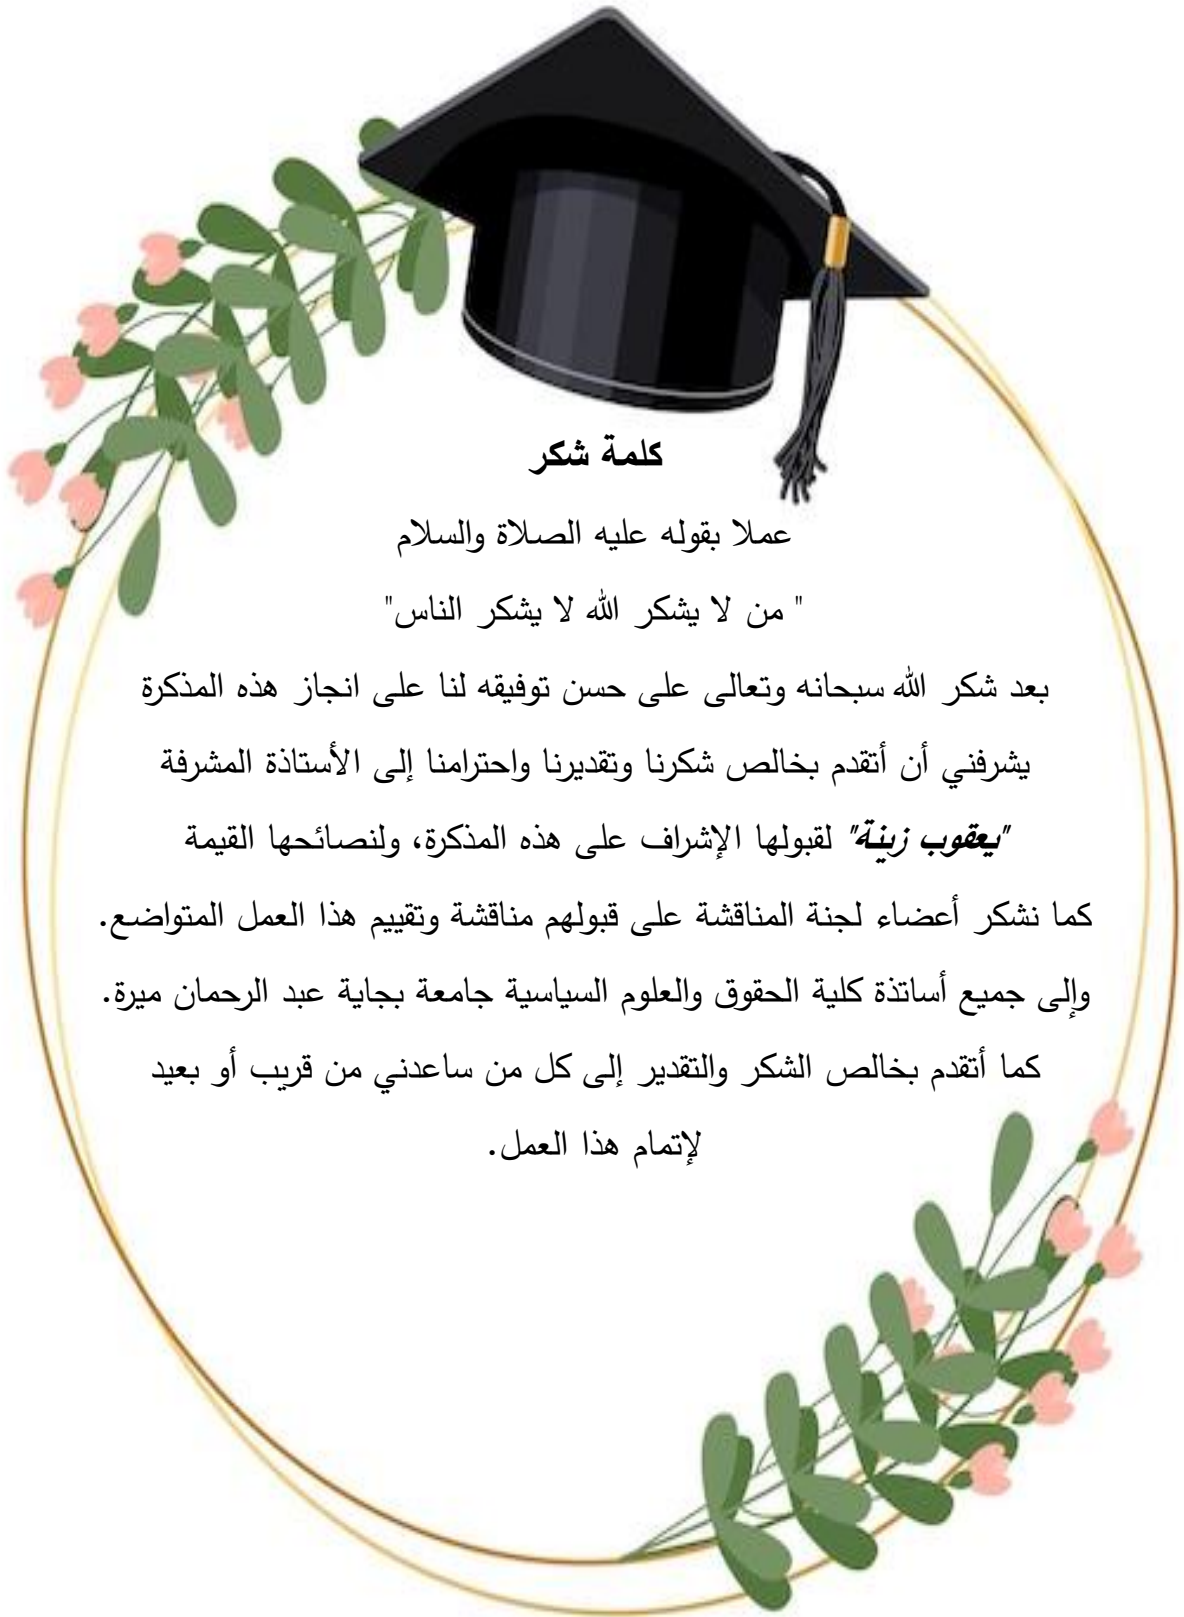 كلمة شكر
عملا بقوله عليه الصلاة والسلام
" من لا يشكر الله لا يشكر الناس"
بعد شكر الله سبحانه وتعالى على حسن توفيقه لنا على انجاز هذه المذكرة
يشرفني أن أتقدم بخالص شكرنا وتقديرنا واحترامنا إلى الأستاذة المشرفة
"يعقوب زينة" لقبولها الإشراف على هذه المذكرة، ولنصائحها القيمة
كما نشكر أعضاء لجنة المناقشة على قبولهم مناقشة وتقييم هذا العمل المتواضع.
وإلى جميع أساتذة كلية الحقوق والعلوم السياسية جامعة بجاية عبد الرحمان ميرة.
كما أتقدم بخالص الشكر والتقدير إلى كل من ساعدني من قريب أو بعيد
لإتمام هذا العمل.